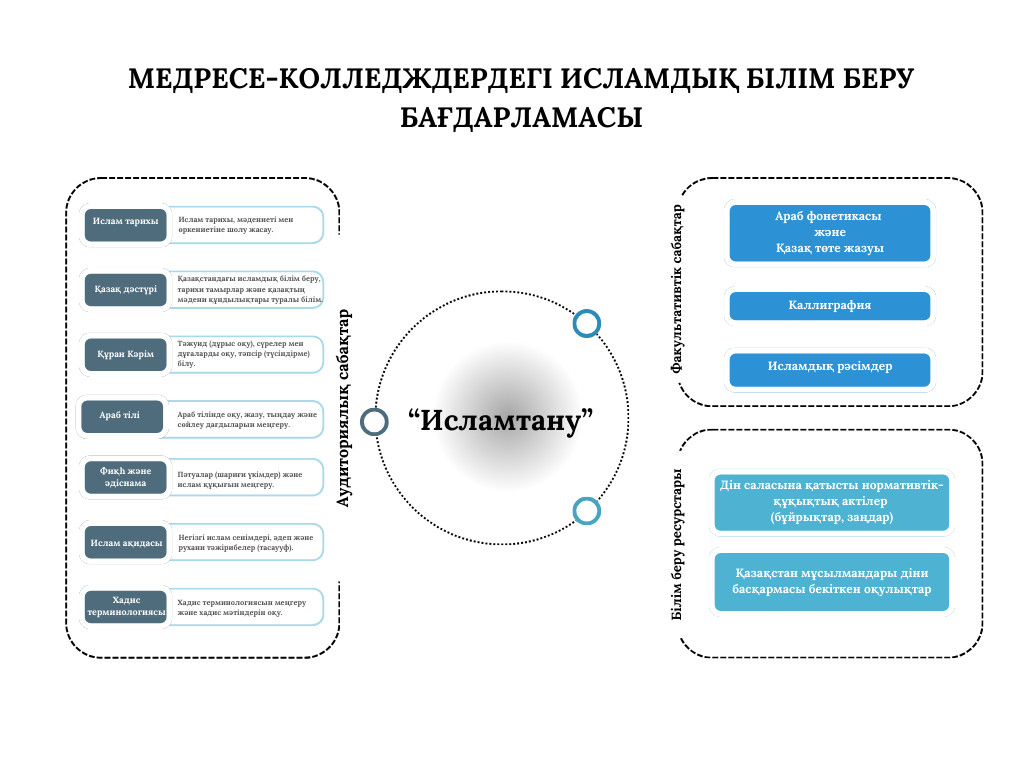 МЕДРЕСЕ-КОЛЛЕДЖДЕРДЕГІ ИСЛАМДЫҚ БІЛІМ БЕРУ
БАҒДАРЛАМАСЫ
Ислам тарихы
Ислам тарихы, мәдениеті мен
өркениетіне шолу жасау.
Қазақ дәстүрі
Қазақстандағы исламдық білім беру,
тарихи тамырлар және қазақтың
мәдени құндылықтары туралы білім.
Құран Кәрім
Тәжуид (дұрыс оқу), сүрелер мен
дұғаларды оқу, тәпсір (түсіндірме)
білу.
Араб тілі
Араб тілінде оқу, жазу, тыңдау және
сөйлеу дағдыларын меңгеру.
Фиқһ және
әдіснама
Пәтуалар (шариғи үкімдер) және
ислам құқығын меңгеру.
Ислам ақидасы
Негізгі ислам сенімдері, әдеп және
рухани тәжірибелер (тасаууф).
Хадис
терминологиясы
Хадис терминологиясын меңгеру
және хадис мәтіндерін оқу.
Аудиториялық сабақтар
“Исламтану”
Факультативтік сабақтар
Араб фонетикасы
және
Қазақ төте жазуы
Каллиграфия
Исламдық рәсімдер
Білім беру ресурстары
Дін саласына қатысты нормативтік-
құқықтық актілер
(бұйрықтар, заңдар)
Қазақстан мұсылмандары діни
басқармасы бекіткен оқулықтар